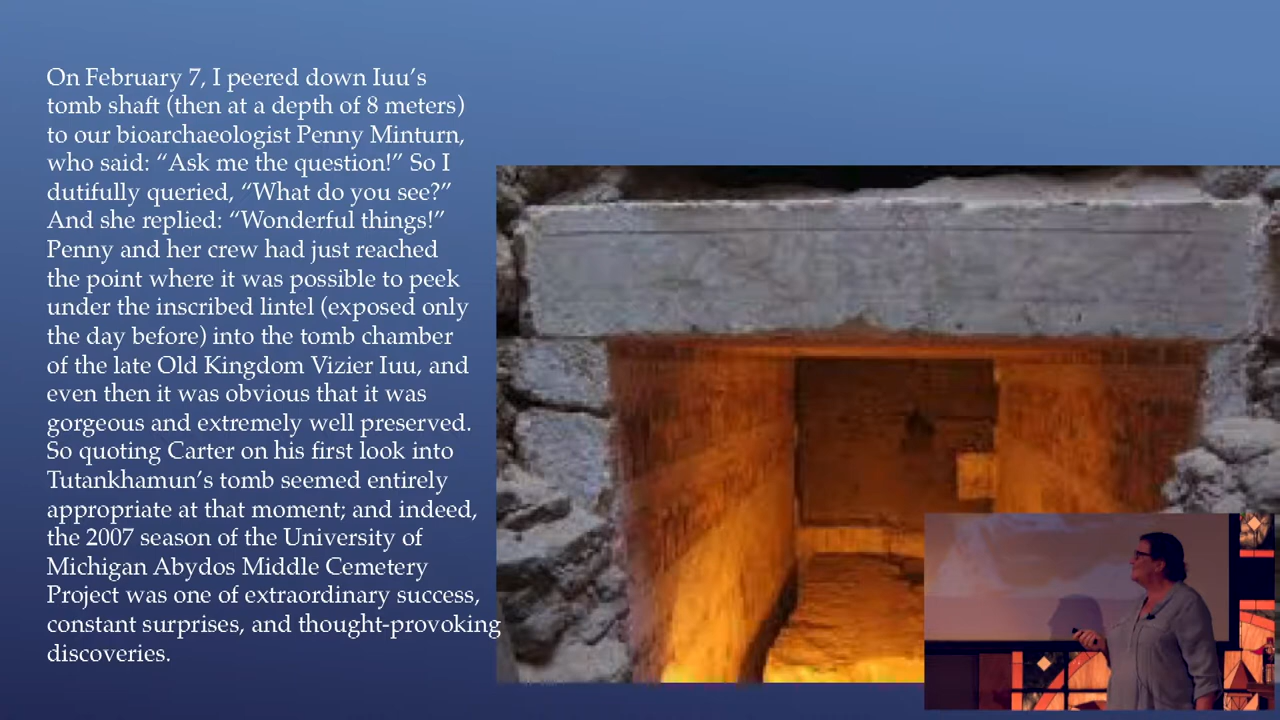 On February 7, I peered down Iuu’s
tomb shaft (then at a depth of 8 meters)
to our bioarchaeologist Penny Minturn,
who said: “Ask me the question!” So I
dutifully queried, “What do you see?”
And she replied: “Wonderful things!”
Penny and her crew had just reached
the point where it was possible to peek
under the inscribed lintel (exposed only
the day before) into the tomb chamber
of the late Old Kingdom Vizier Iuu, and
even then it was obvious that it was
gorgeous and extremely well preserved.
So quoting Carter on his first look into
Tutankhamun’s tomb seemed entirely
appropriate at that moment; and indeed,
the 2007 season of the University of
Michigan Abydos Middle Cemetery
Project was one of extraordinary success,
constant surprises, and thought-provoking
discoveries.